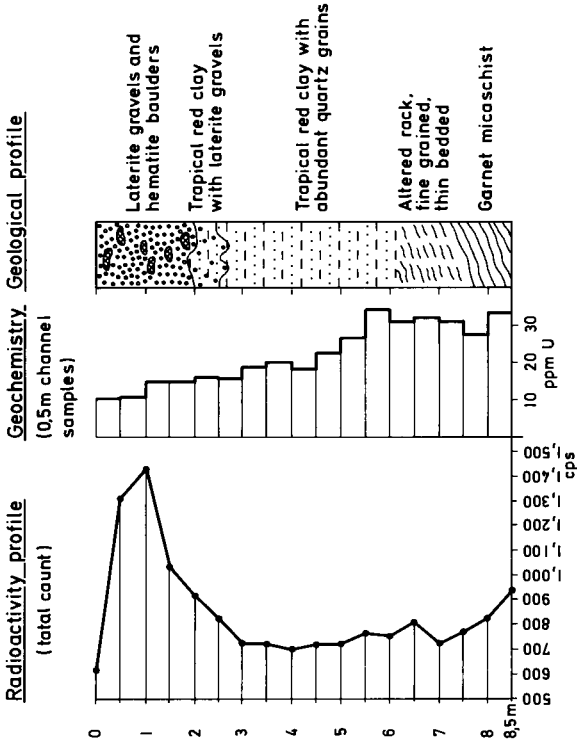 Radioactivity profile
(total count)
Geochemistry
(0,5m channel
samples)
Geological profile
0
1
2
3
4
5
6
7
8
8,5 m
500
600
700
800
900
1,000
1,100
1,200
1,300
1,400
1,500
cps
10
20
30
ppm U
Laterite gravels and
hematite baulders
Trapical red clay
with laterite gravels
Trapical red clay with
abundant quartz grains
Altered rack,
fine grained,
thin bedded
Garnet micaschist